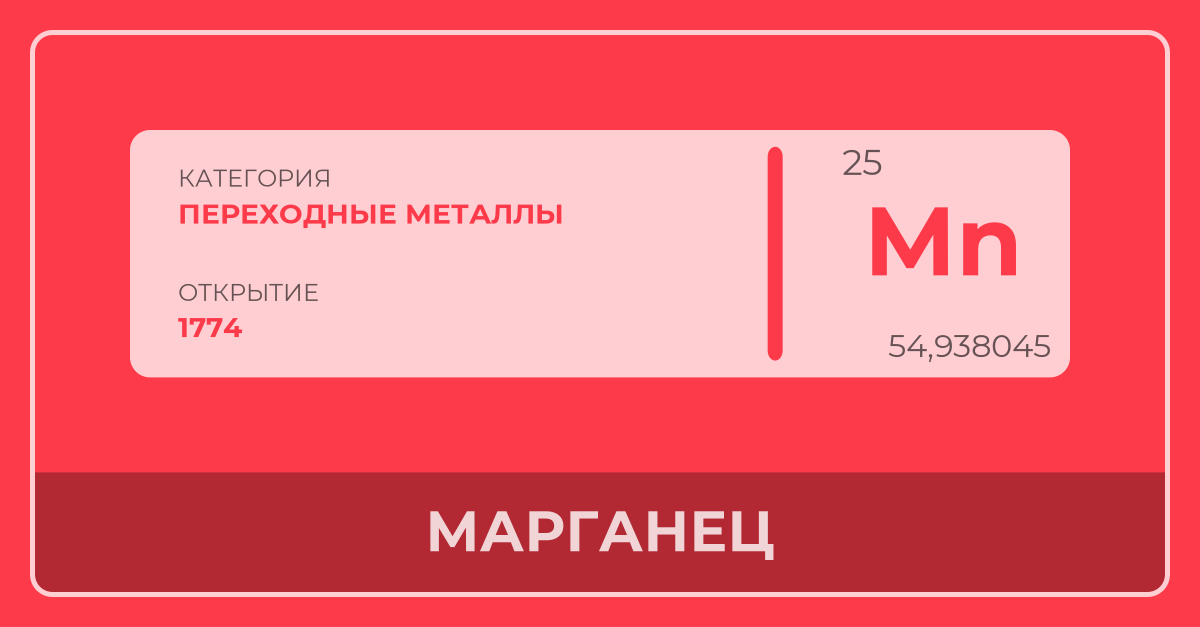 КАТЕГОРИЯ
ПЕРЕХОДНЫЕ МЕТАЛЛЫ
ОТКРЫТИЕ
1774
25
Mn
54,938045
МАРГАНЕЦ